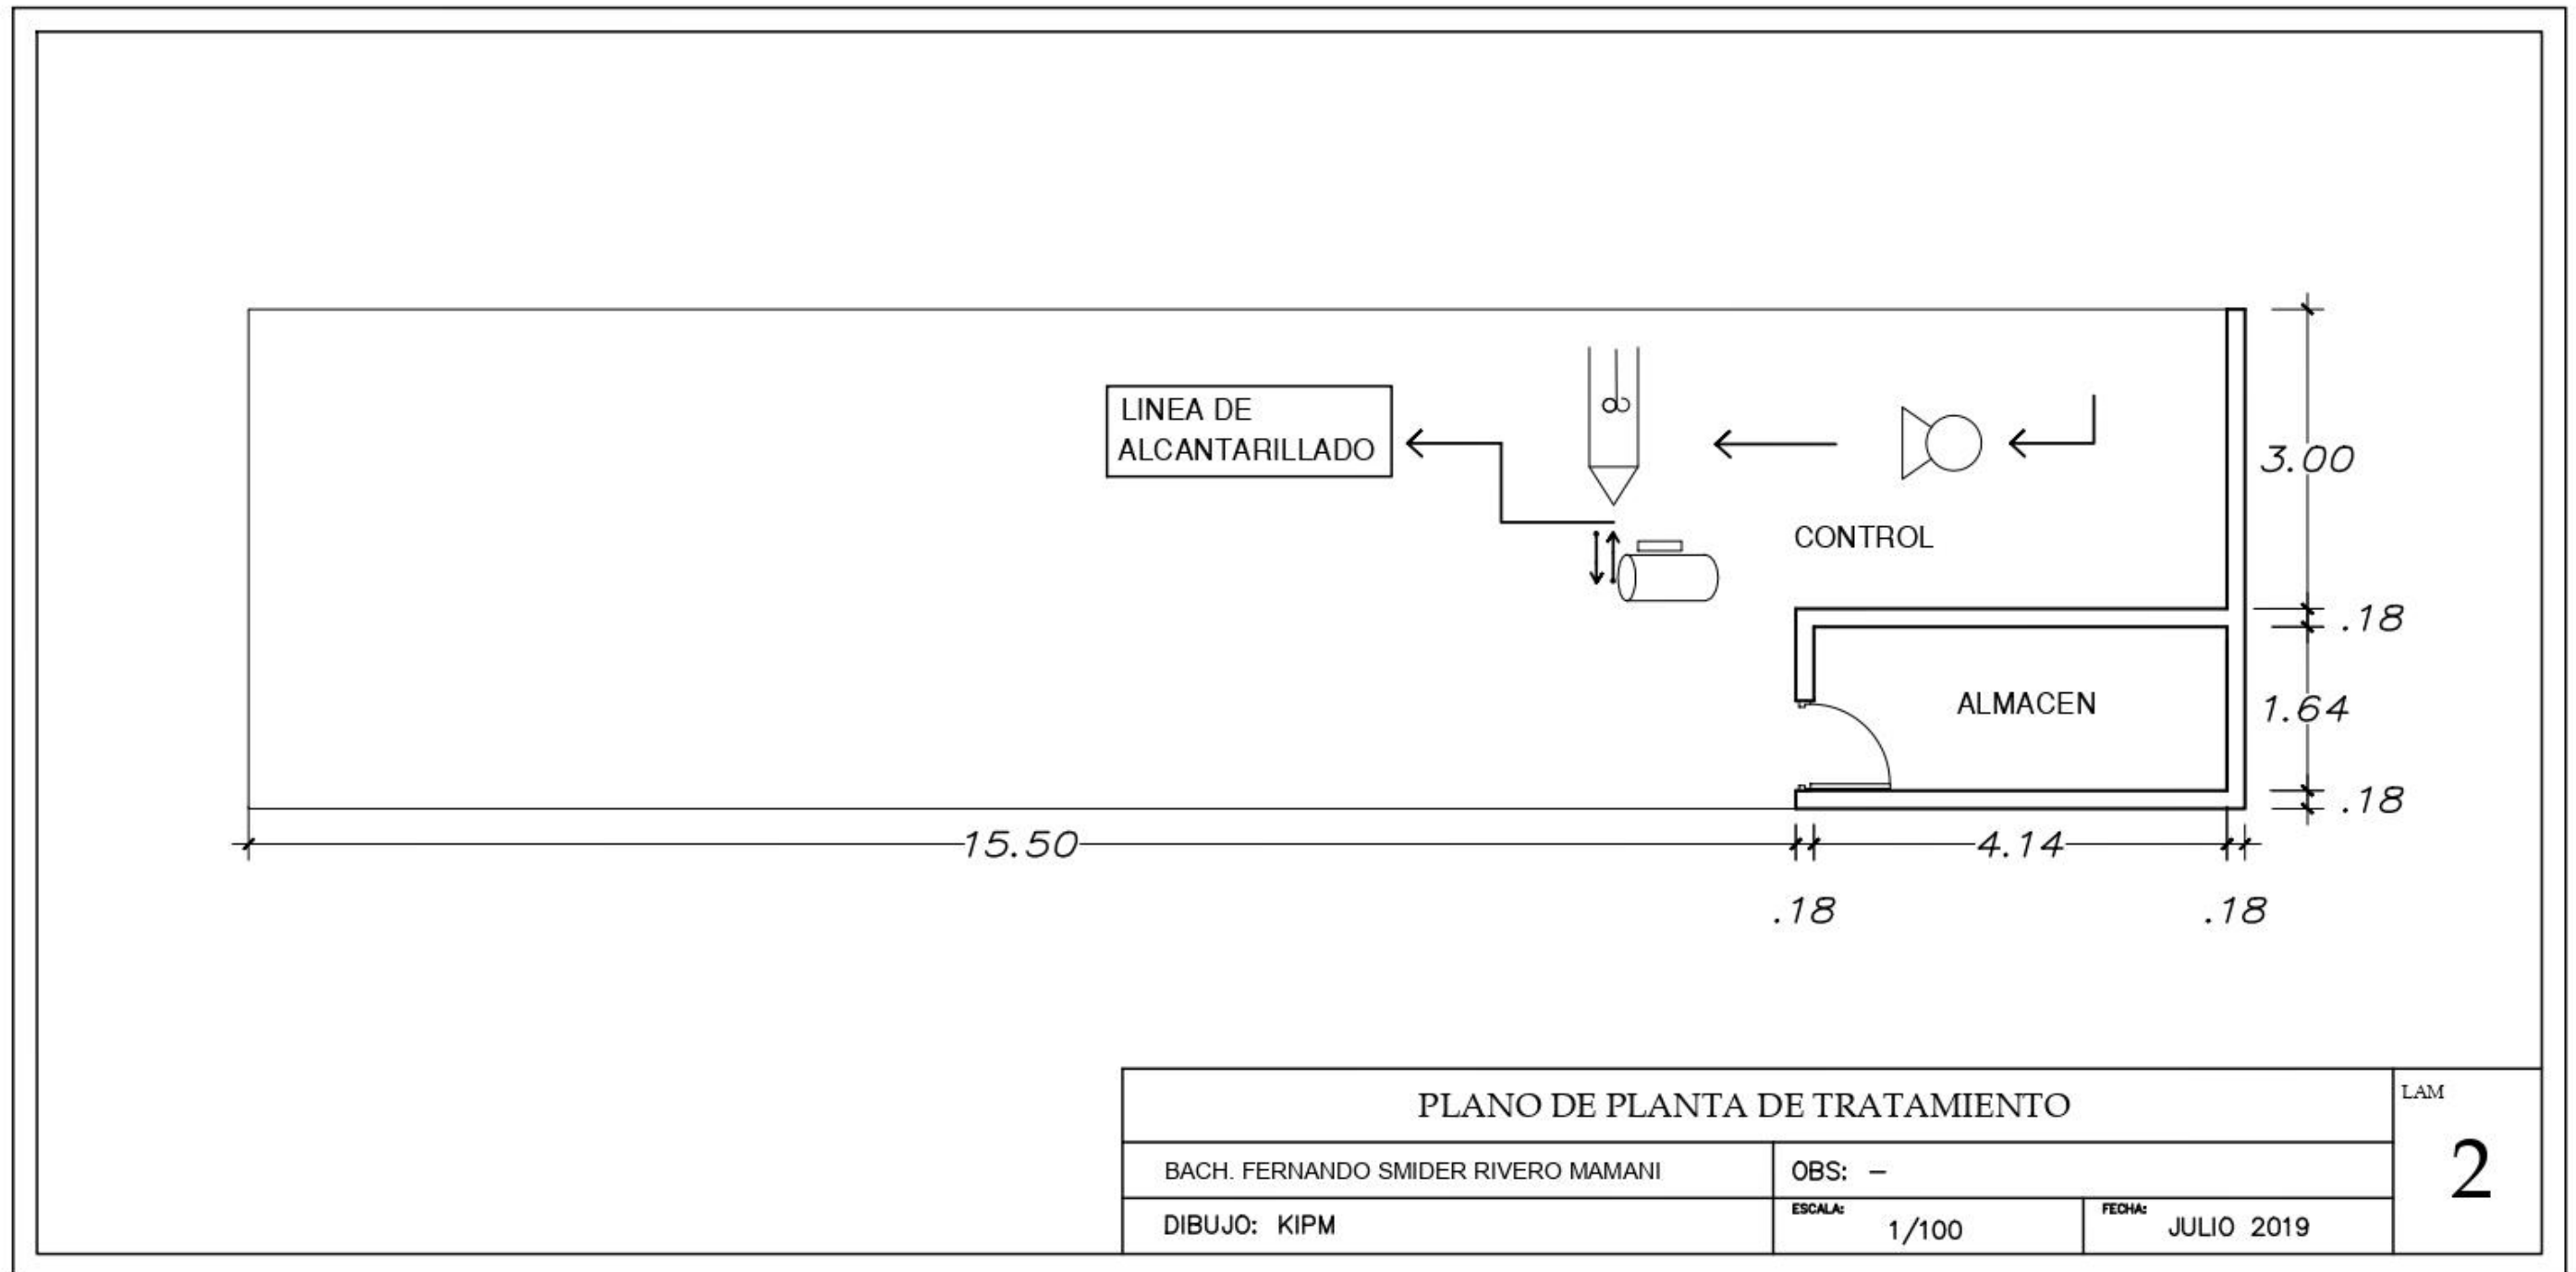 LINEA DE
ALCANTARILLADO
3.00
CONTROL
.18
ALMACEN
1.64
.18
15.50
4.14
.18
.18
PLANO DE PLANTA DE TRATAMIENTO
LAM
2
BACH. FERNANDO SMIDER RIVERO MAMANI
OBS: –
DIBUJO: KIPM
ESCALA:
1/100
FECHA:
JULIO 2019